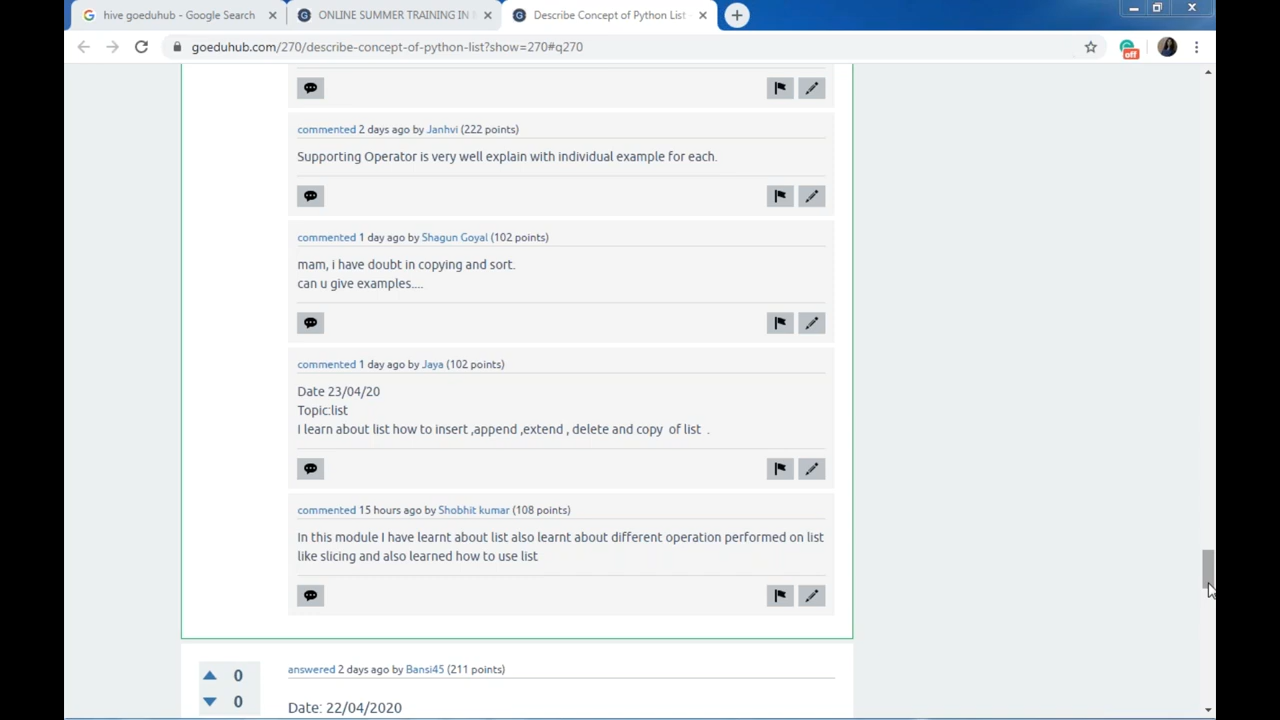 hive goeduhub - Google Search
ONLINE SUMMER TRAINING IN
Describe Concept of Python List
goeduhub.com/270/describe-concept-of-python-list?show=270#q270
off
commented 2 days ago by Janhvi (222 points)
Supporting Operator is very well explain with individual example for each.
commented 1 day ago by Shagun Goyal (102 points)
mam, i have doubt in copying and sort.
can u give examples....
commented 1 day ago by Jaya (102 points)
Date 23/04/20
Topic:list
I learn about list how to insert ,append ,extend , delete and copy of list .
commented 15 hours ago by Shobhit kumar (108 points)
In this module I have learnt about list also learnt about different operation performed on list
like slicing and also learned how to use list
0
answered 2 days ago by Bansi45 (211 points)
0
Date: 22/04/2020